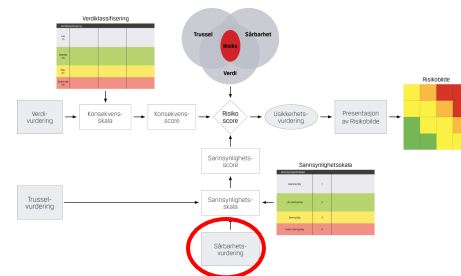 Verdiklassifisering
Trussel
Sårbarhet
Risiko
Verdi
Risikobilde
Verdi-
vurdering
Konsekvens-
skala
Konsekvens-
score
Risiko
score
Usikkerhets-
vurdering
Presentasjon
av Risikobilde
Sannsynlighets-
score
Sannsynlighetsskala
Trussel-
vurdering
Sannsynlighets-
skala
Sårbarhets-
vurdering